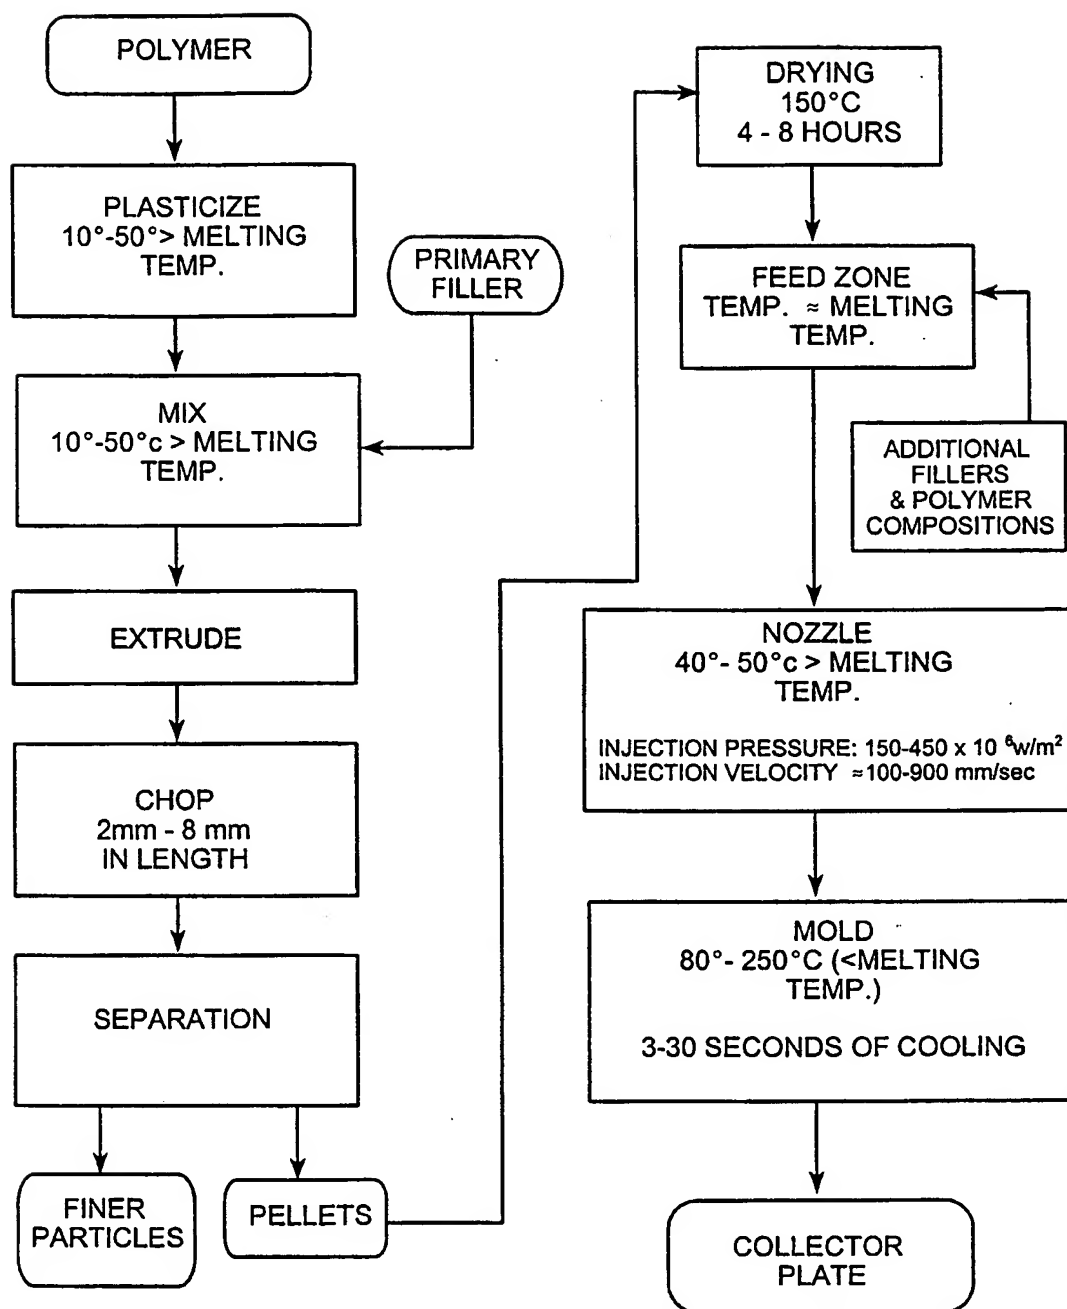 POLYMER
PLASTICIZE
10°-50°> MELTING
TEMP.
PRIMARY
FILLER
MIX
10°-50°c > MELTING
TEMP.
EXTRUDE
CHOP
2mm - 8 mm
IN LENGTH
SEPARATION
FINER
PARTICLES
PELLETS
DRYING
150°C
4 - 8 HOURS
FEED ZONE
TEMP. ≈ MELTING
TEMP.
ADDITIONAL
FILLERS
& POLYMER
COMPOSITIONS
NOZZLE
40°- 50°c > MELTING
TEMP.
INJECTION PRESSURE: 150-450 x 10 ⁶w/m²
INJECTION VELOCITY ≈100-900 mm/sec
MOLD
80°- 250°C (<MELTING
TEMP.)
3-30 SECONDS OF COOLING
COLLECTOR
PLATE